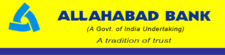 ALLAHABAD BANK
(A Govt. of India Undertaking)
A tradition of trust